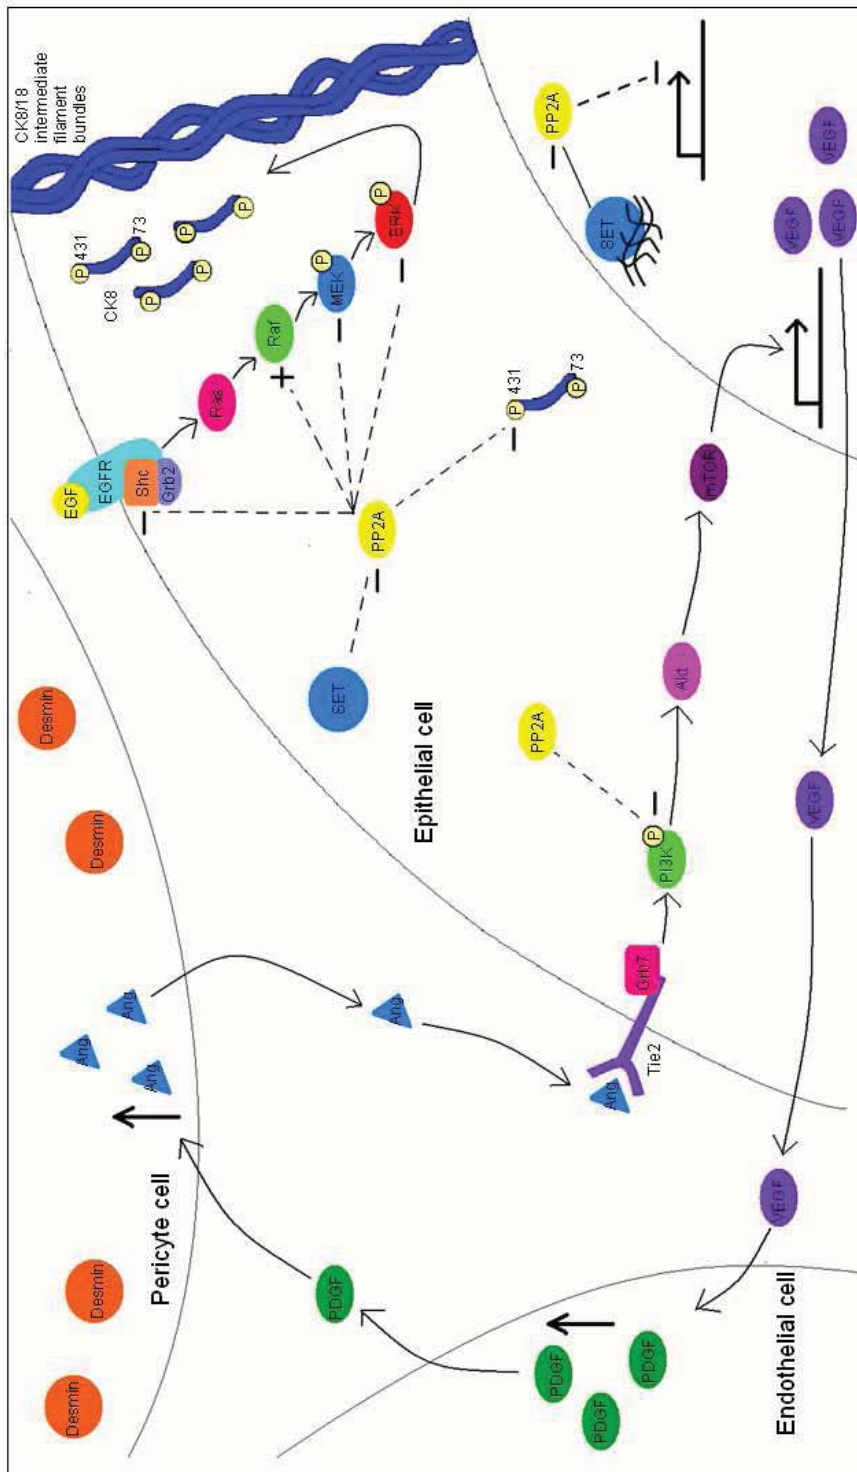 CK8/18
intermediate
filament
bundles
P
431
P
73
CK8
P
P
P
P
EGF
EGFR
Shc
Grb2
Ras
Raf
+
P
MEK
P
ERK
PP2A
SET
PP2A
431
P
P
73
SET
Desmin
Desmin
Epithelial cell
PP2A
P
PI3K
Akt
mTOR
VEGF
VEGF
VEGF
VEGF
Ang
Ang
Ang
Ang
Ang
Tie2
Grb7
Pericyte cell
Desmin
Desmin
PDGF
PDGF
PDGF
PDGF
VEGF
Endothelial cell